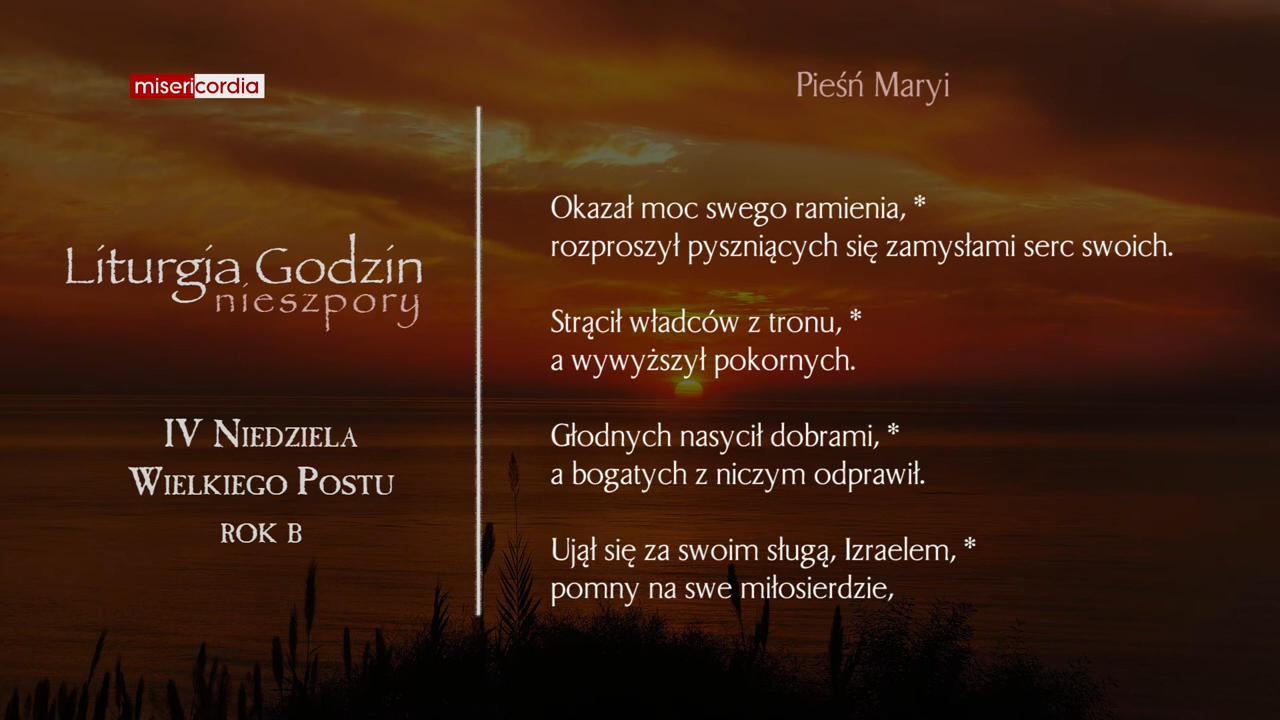 misericordia
Liturgia Godzin
nieszpory
IV Niedziela
Wielkiego Postu
rok B
Pieśń Maryi
Okazał moc swego ramienia, *
rozproszył pyszniących się zamysłami serc swoich.
Strącił władców z tronu, *
a wywyższył pokornych.
Głodnych nasycił dobrami, *
a bogatych z niczym odprawił.
Ujął się za swoim sługą, Izraelem, *
pomny na swe miłosierdzie,